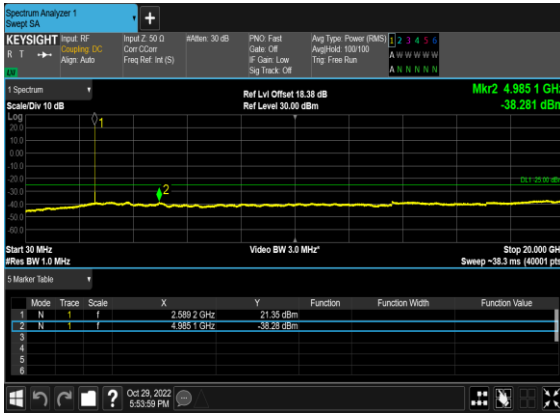 Spectrum Analyzer 1
Swept SA
+
KEYSIGHT Input: RF Input Z: 50 Ω #Atten: 30 dB PNO: Fast Avg Type: Power (RMS) 1 2 3 4 5 6
R T Coupling: DC Corr CCorr Gate: Off Avg|Hold: 100/100 A W W W W W
Align: Auto Freq Ref: Int (S) IF Gain: Low Trig: Free Run
LXI Sig Track: Off A N N N N N
1 Spectrum Ref Lvl Offset 18.38 dB Mkr2 4.985 1 GHz
Scale/Div 10 dB Ref Level 30.00 dBm -38.281 dBm
Log
1
20.0
10.0
0.00
-10.0
-20.0
DL1 -25.00 dBm
-30.0
2
-40.0
-50.0
-60.0
Start 30 MHz Video BW 3.0 MHz* Stop 20.000 GHz
#Res BW 1.0 MHz Sweep ~38.3 ms (40001 pts)
5 Marker Table
Mode Trace Scale X Y Function Function Width Function Value
1 N 1 f 2.589 2 GHz 21.35 dBm
2 N 1 f 4.985 1 GHz -38.28 dBm
3
4
5
6
? Oct 29, 2022
5:53:59 PM